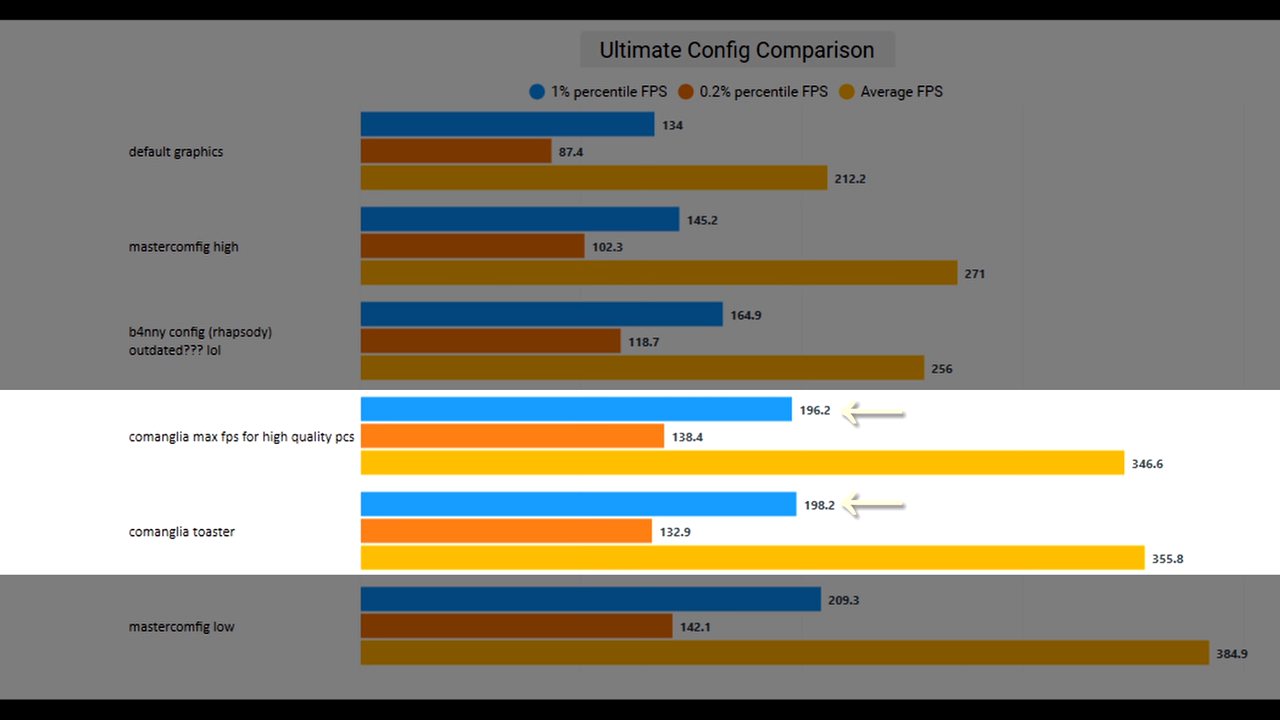 Ultimate Config Comparison
1% percentile FPS 0.2% percentile FPS Average FPS
default graphics
134
87.4
212.2
mastercomfig high
145.2
102.3
271
b4nny config (rhapsody)
outdated??? lol
164.9
118.7
256
comanglia max fps for high quality pcs
196.2
138.4
346.6
comanglia toaster
198.2
132.9
355.8
mastercomfig low
209.3
142.1
384.9